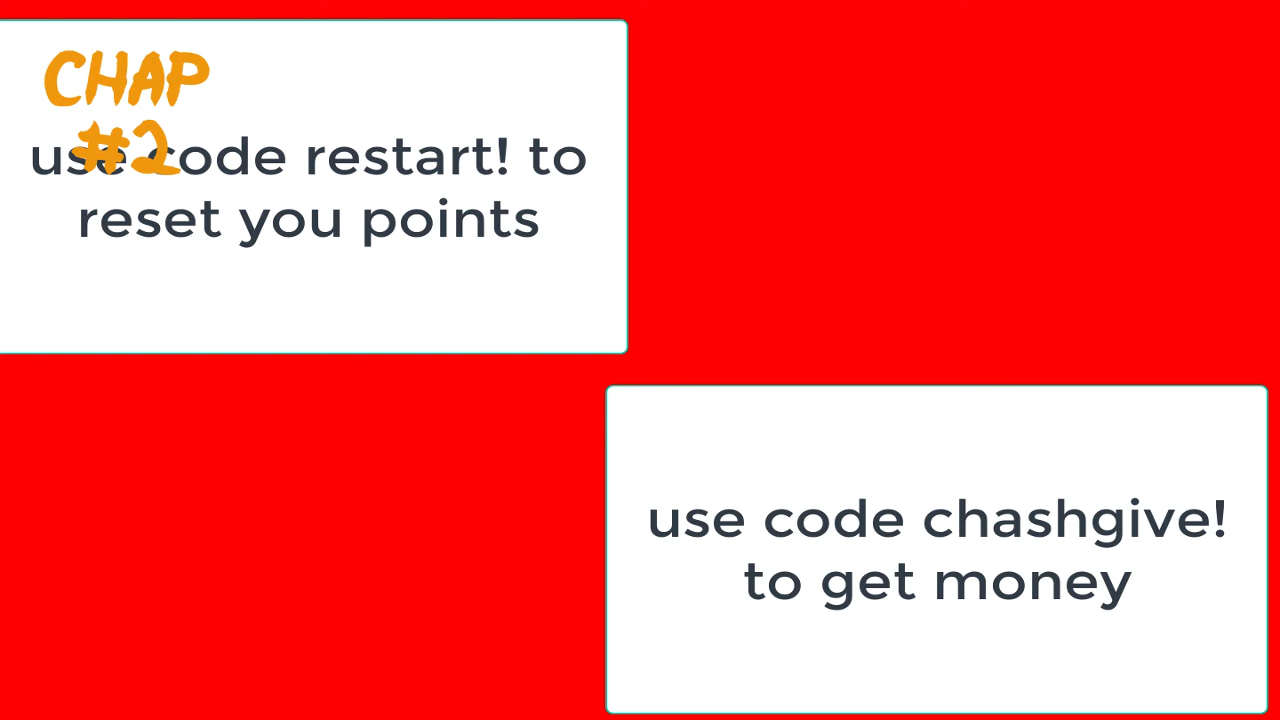 CHAP
#2
use code restart! to
reset you points
use code chashgive!
to get money